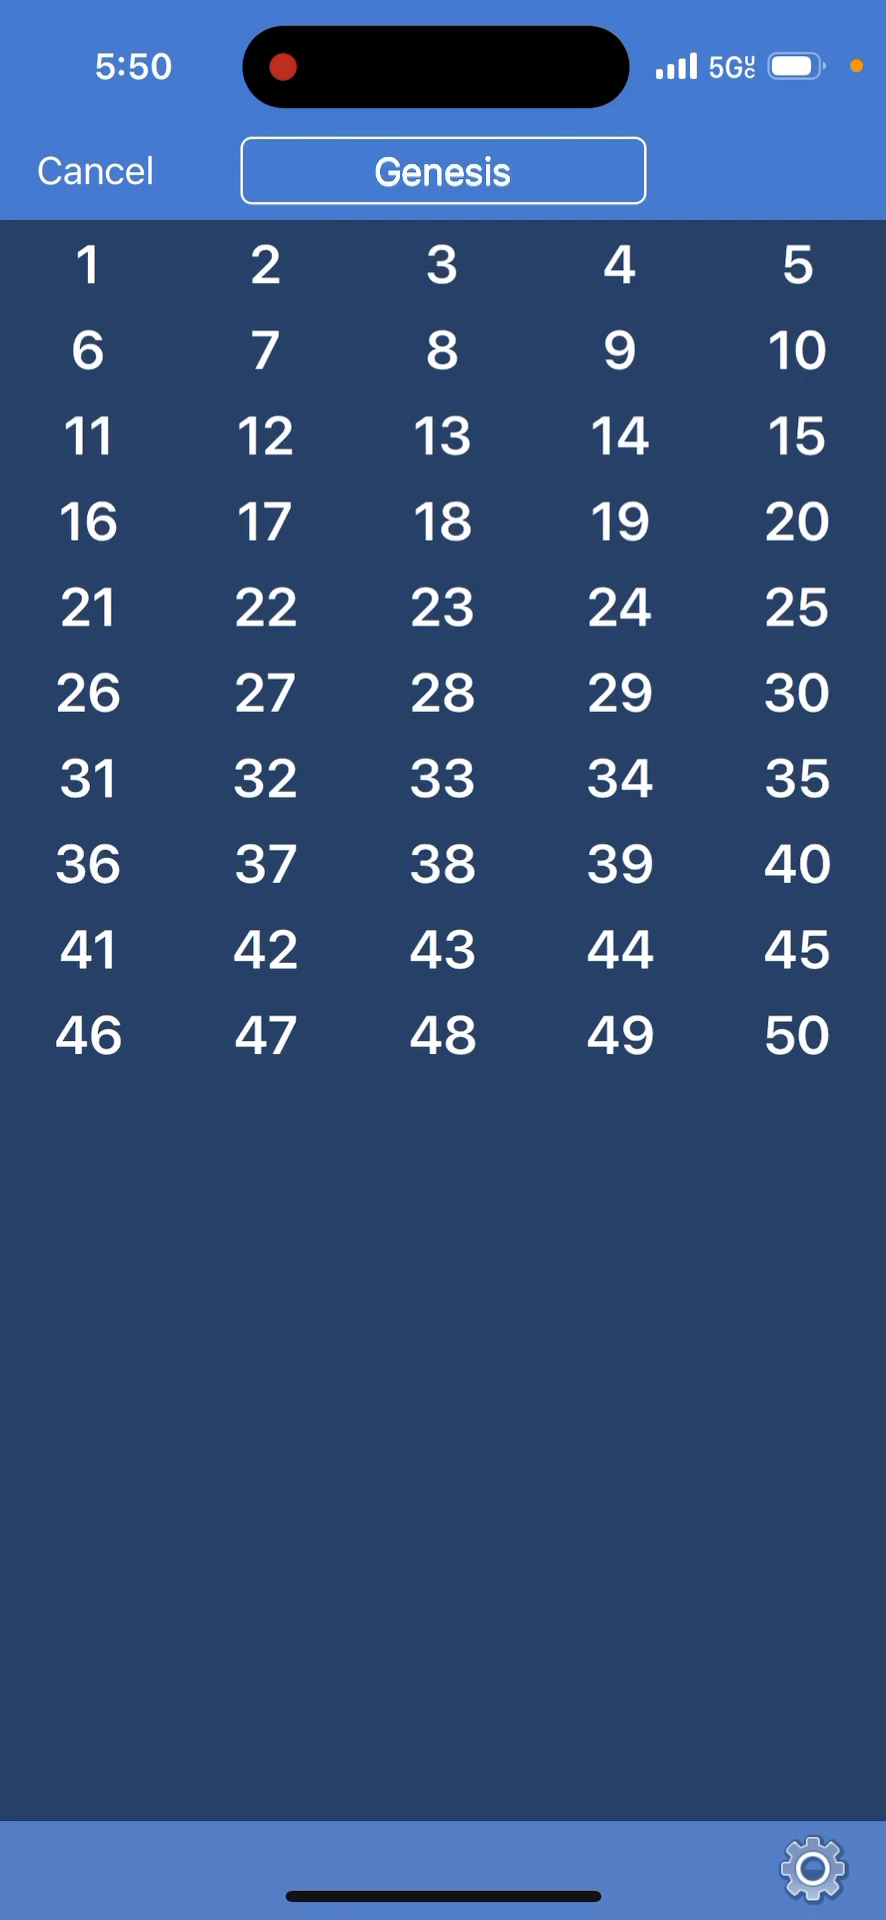 5:50 5GUC
Cancel Genesis
1 2 3 4 5
6 7 8 9 10
11 12 13 14 15
16 17 18 19 20
21 22 23 24 25
26 27 28 29 30
31 32 33 34 35
36 37 38 39 40
41 42 43 44 45
46 47 48 49 50